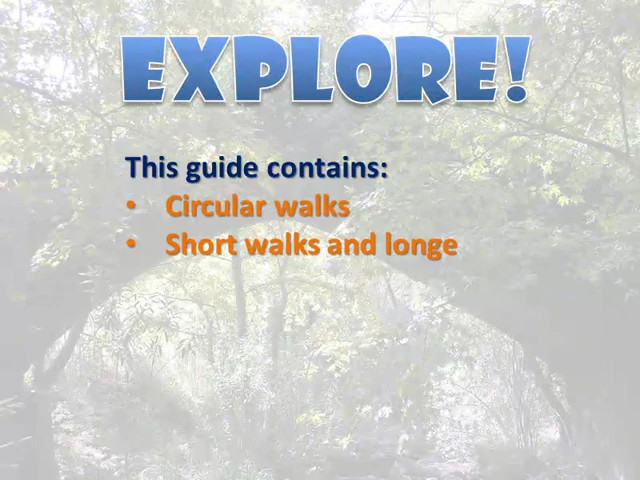 EXPLORE!
This guide contains:
• Circular walks
• Short walks and longe